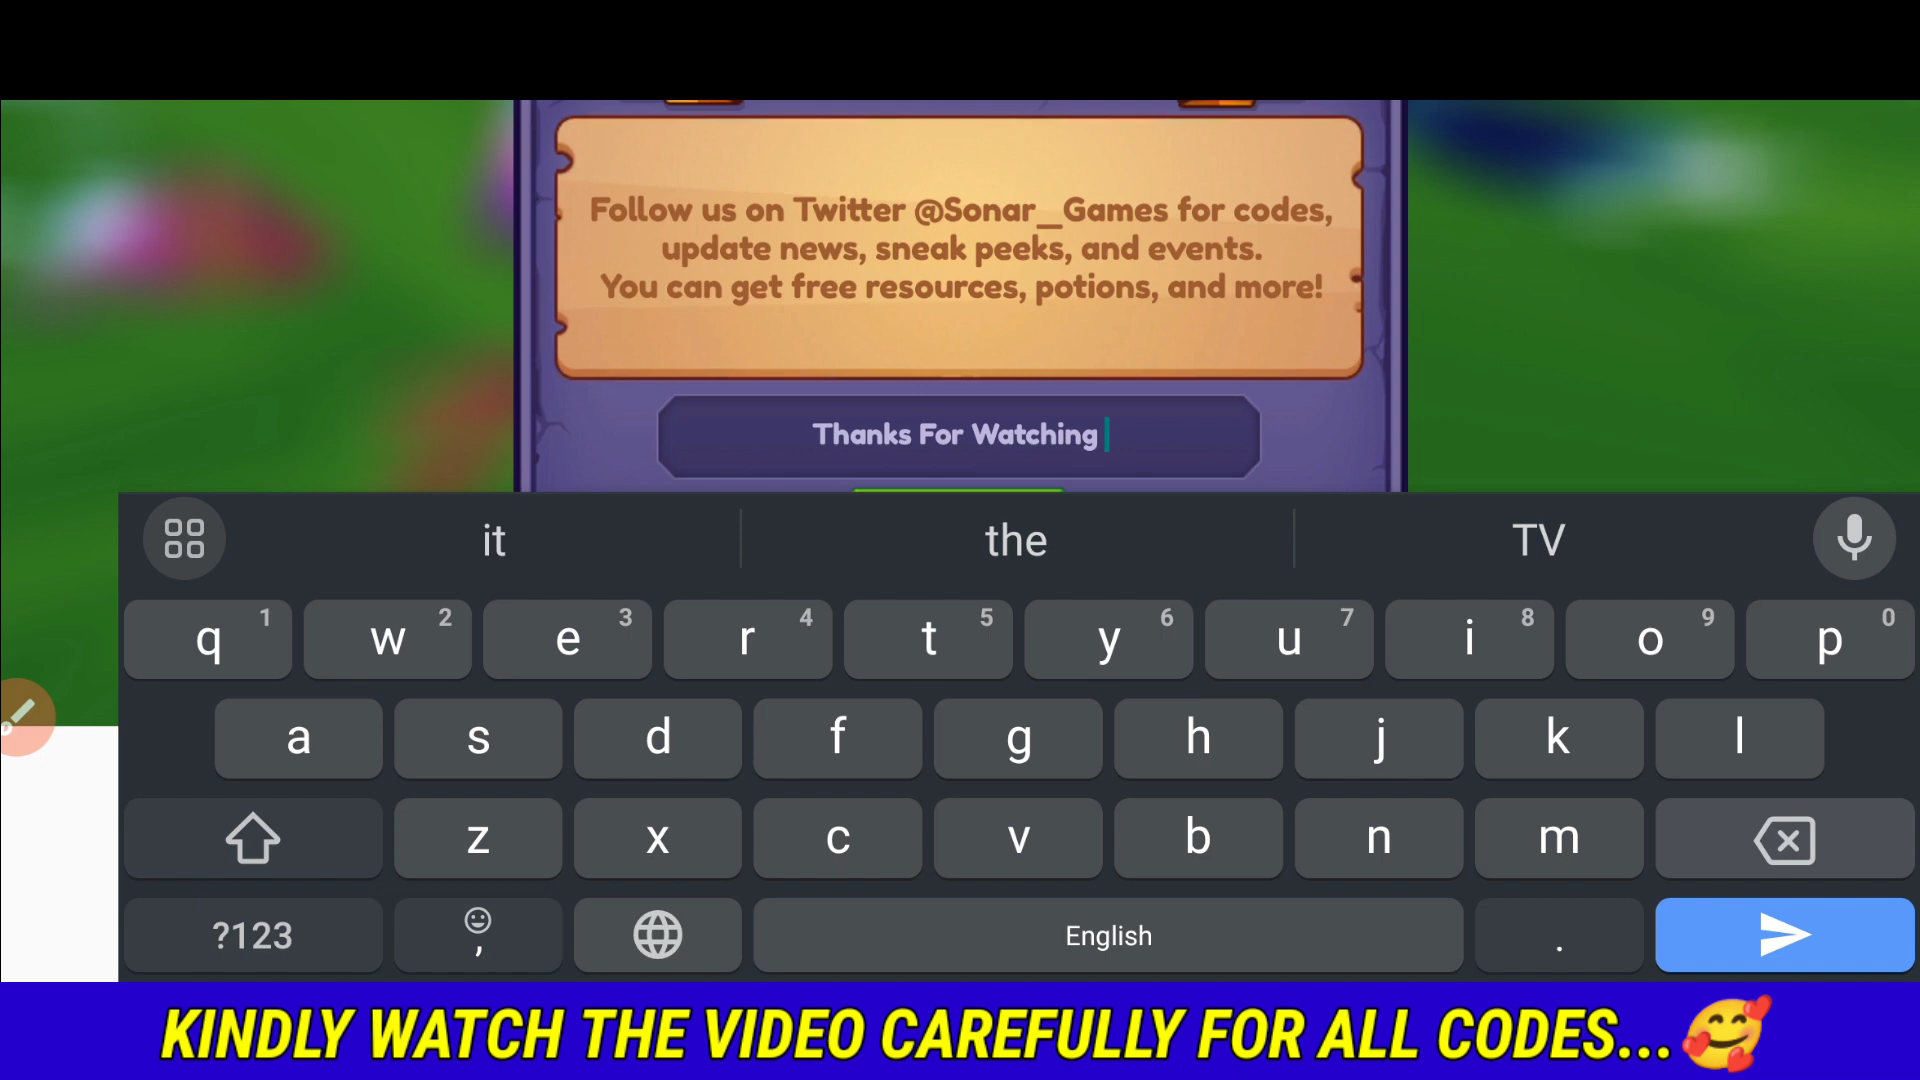 Follow us on Twitter @Sonar_Games for codes,
update news, sneak peeks, and events.
You can get free resources, potions, and more!
Thanks For Watching
it the TV
q 1 w 2 e 3 r 4 t 5 y 6 u 7 i 8 o 9 p 0
a s d f g h j k l
z x c v b n m
?123 , English .
KINDLY WATCH THE VIDEO CAREFULLY FOR ALL CODES...🥰